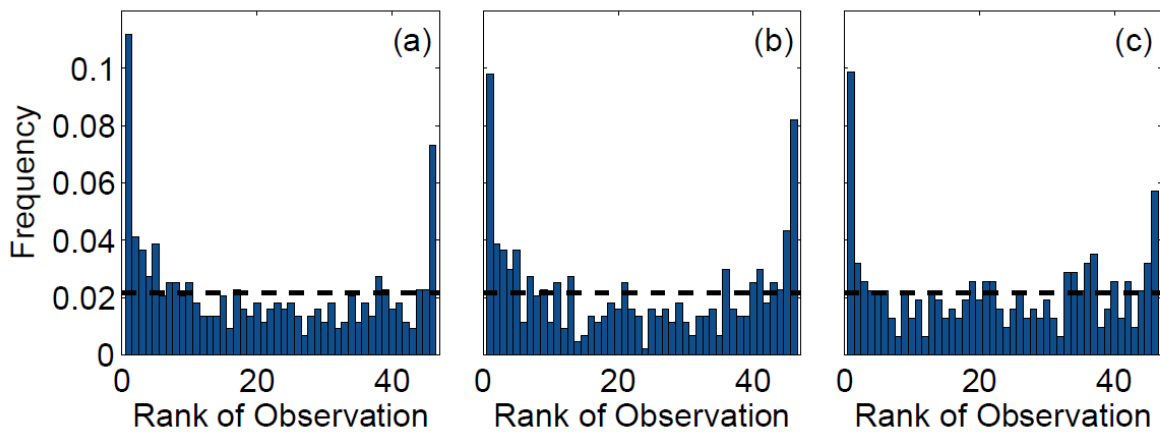 (a) (b) (c)
0.1
0.08
0.06
0.04
0.02
0
Frequency
0 20 40 0 20 40 0 20 40
Rank of Observation Rank of Observation Rank of Observation